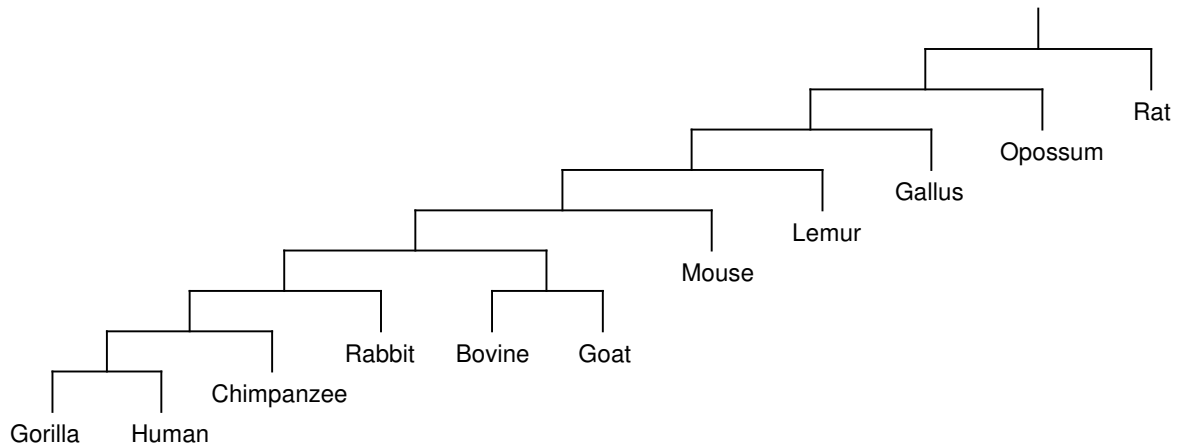 Rat
Opossum
Gallus
Lemur
Mouse
Rabbit Bovine Goat
Chimpanzee
Gorilla Human